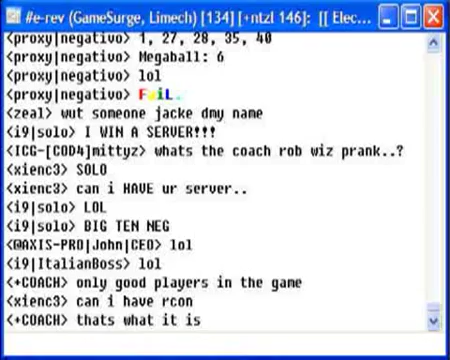 #e-rev (GameSurge, Limech) [134] [+ntzl 146]: [[ Elec...
<proxy|negativo> 1, 27, 28, 35, 40
<proxy|negativo> Megaball: 6
<proxy|negativo> lol
<proxy|negativo> FaiL.
<zeal> wut someone jacke dmy name
<i9|solo> I WIN A SERVER!!!
<ICG-[COD4]mittyz> whats the coach rob wiz prank..?
<xienc3> SOLO
<xienc3> can i HAVE ur server..
<i9|solo> LOL
<i9|solo> BIG TEN NEG
<@AXIS-PRO|John|CEO> lol
<i9|ItalianBoss> lol
<+COACH> only good players in the game
<xienc3> can i have rcon
<+COACH> thats what it is